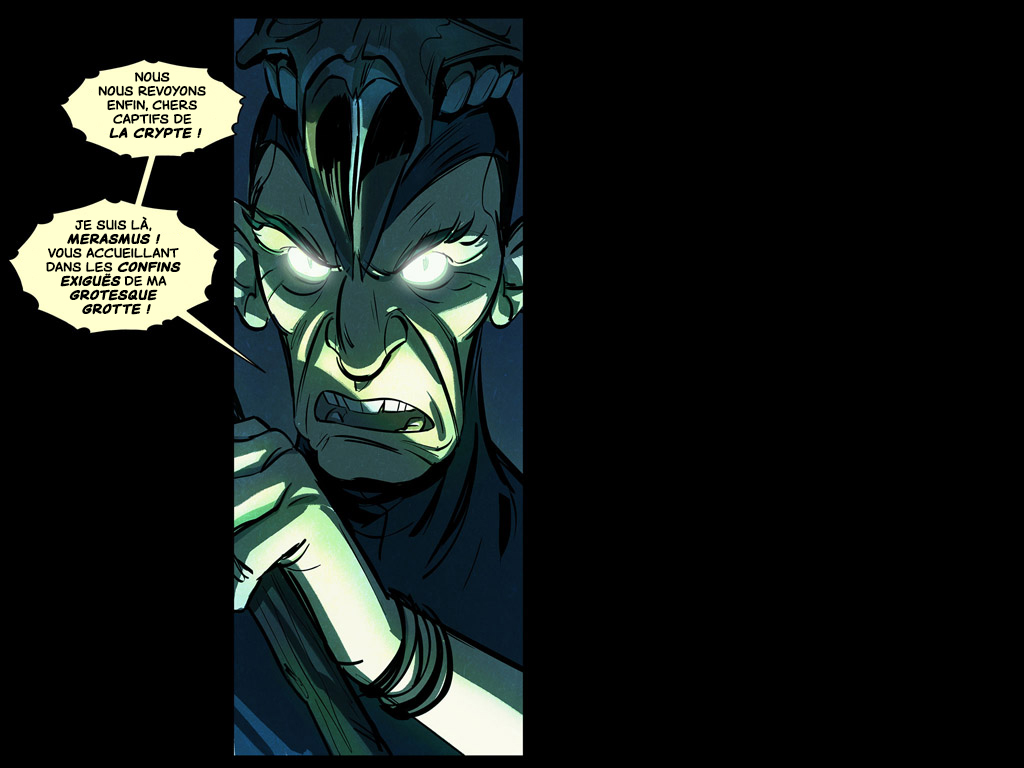 NOUS
NOUS REVOYONS
ENFIN, CHERS
CAPTIFS DE
LA CRYPTE !
JE SUIS LÀ,
MERASMUS !
VOUS ACCUEILLANT
DANS LES CONFINS
EXIGUËS DE MA
GROTESQUE
GROTTE !